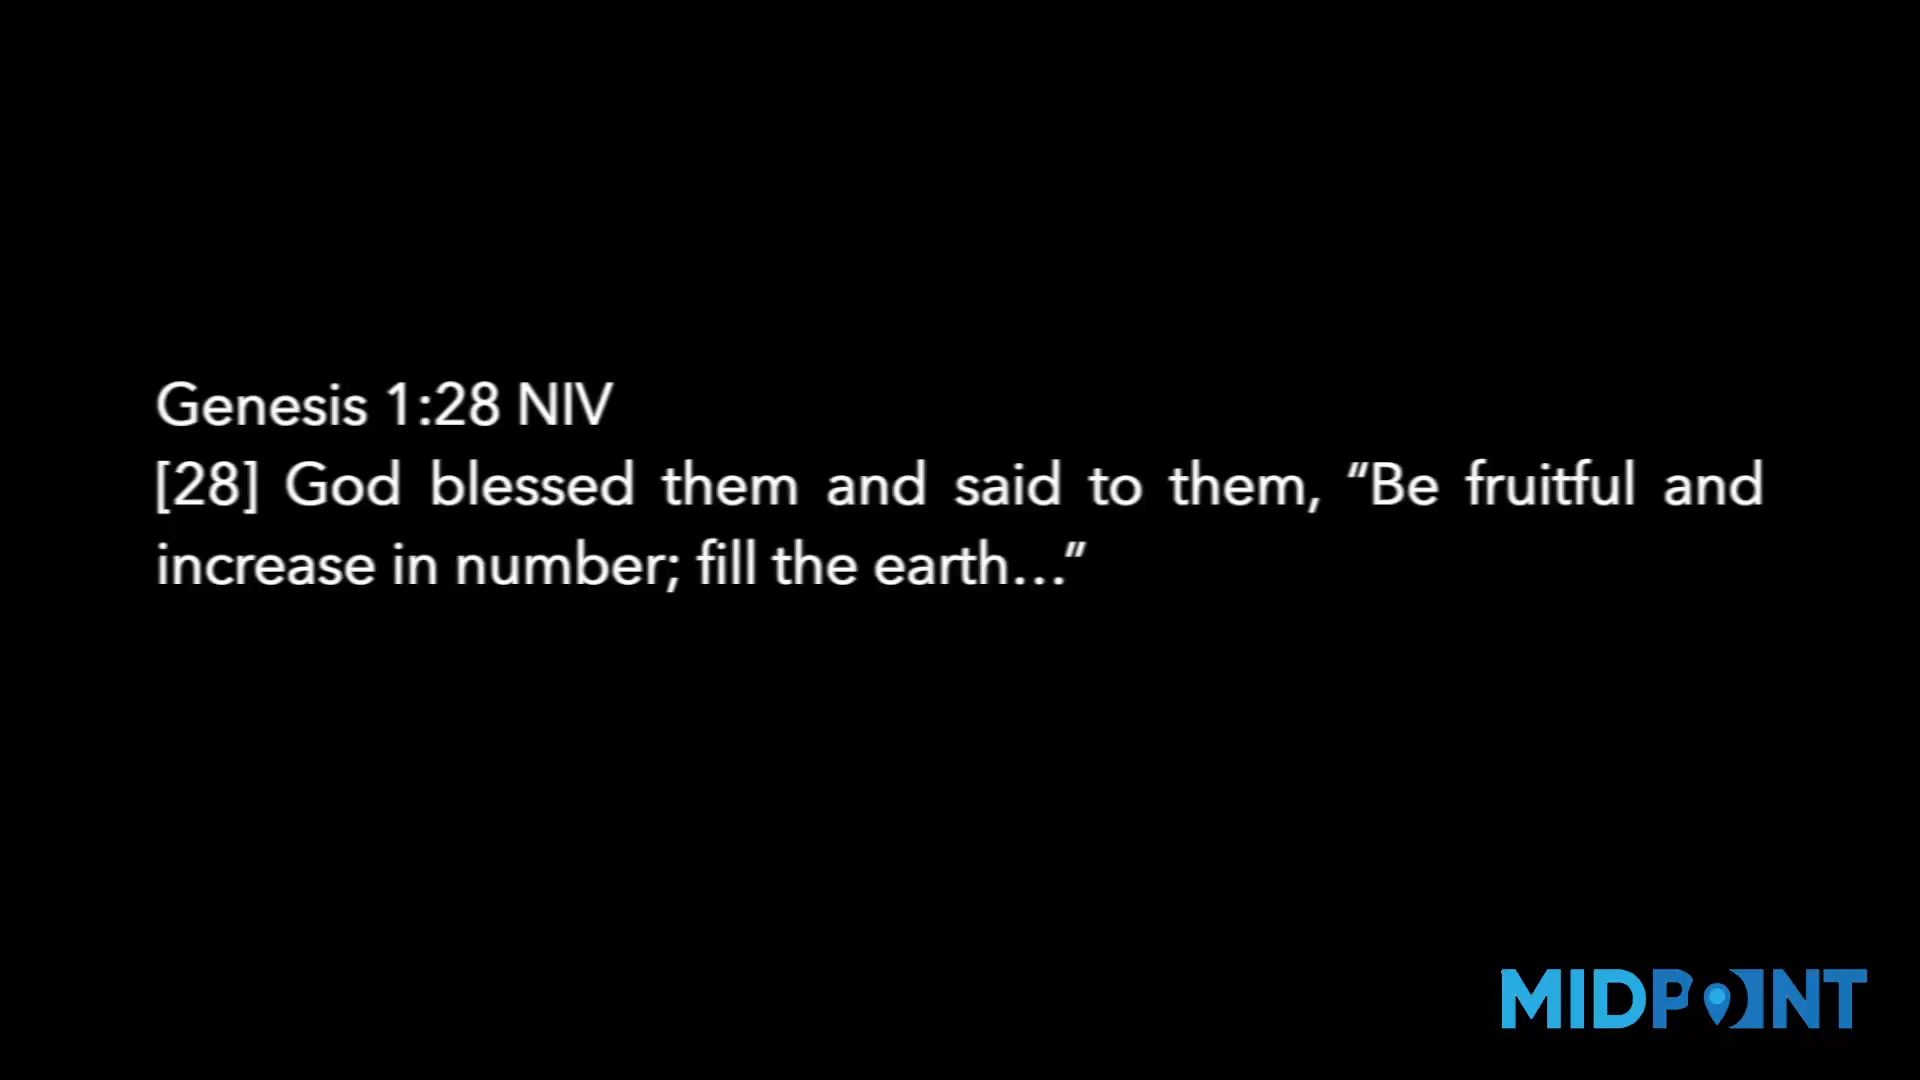 Genesis 1:28 NIV
[28] God blessed them and said to them, “Be fruitful and
increase in number; fill the earth…”
MIDPOINT